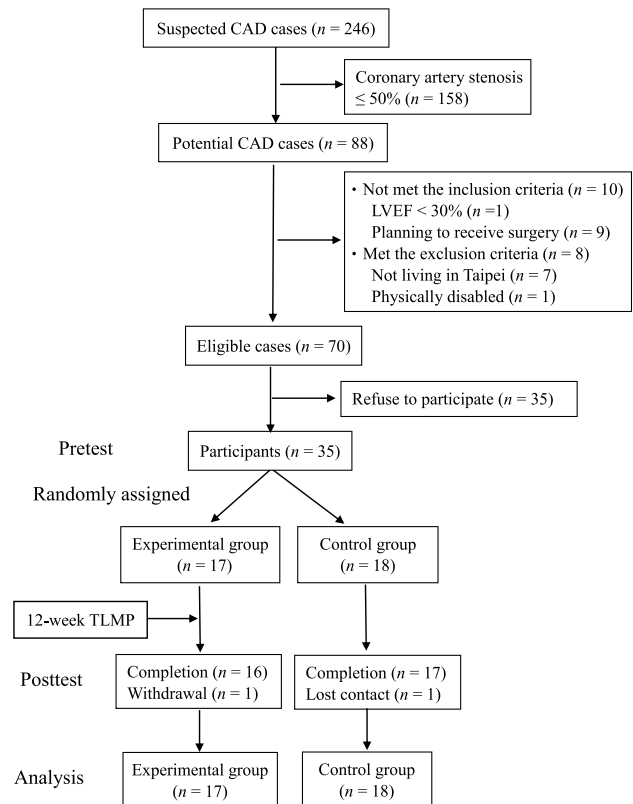 Suspected CAD cases (n = 246)
Coronary artery stenosis
≤ 50% (n = 158)
Potential CAD cases (n = 88)
・Not met the inclusion criteria (n = 10)
LVEF < 30% (n =1)
Planning to receive surgery (n = 9)
・Met the exclusion criteria (n = 8)
Not living in Taipei (n = 7)
Physically disabled (n = 1)
Eligible cases (n = 70)
Refuse to participate (n = 35)
Pretest
Participants (n = 35)
Randomly assigned
Experimental group
(n = 17)
Control group
(n = 18)
12-week TLMP
Posttest
Completion (n = 16)
Withdrawal (n = 1)
Completion (n = 17)
Lost contact (n = 1)
Analysis
Experimental group
(n = 17)
Control group
(n = 18)